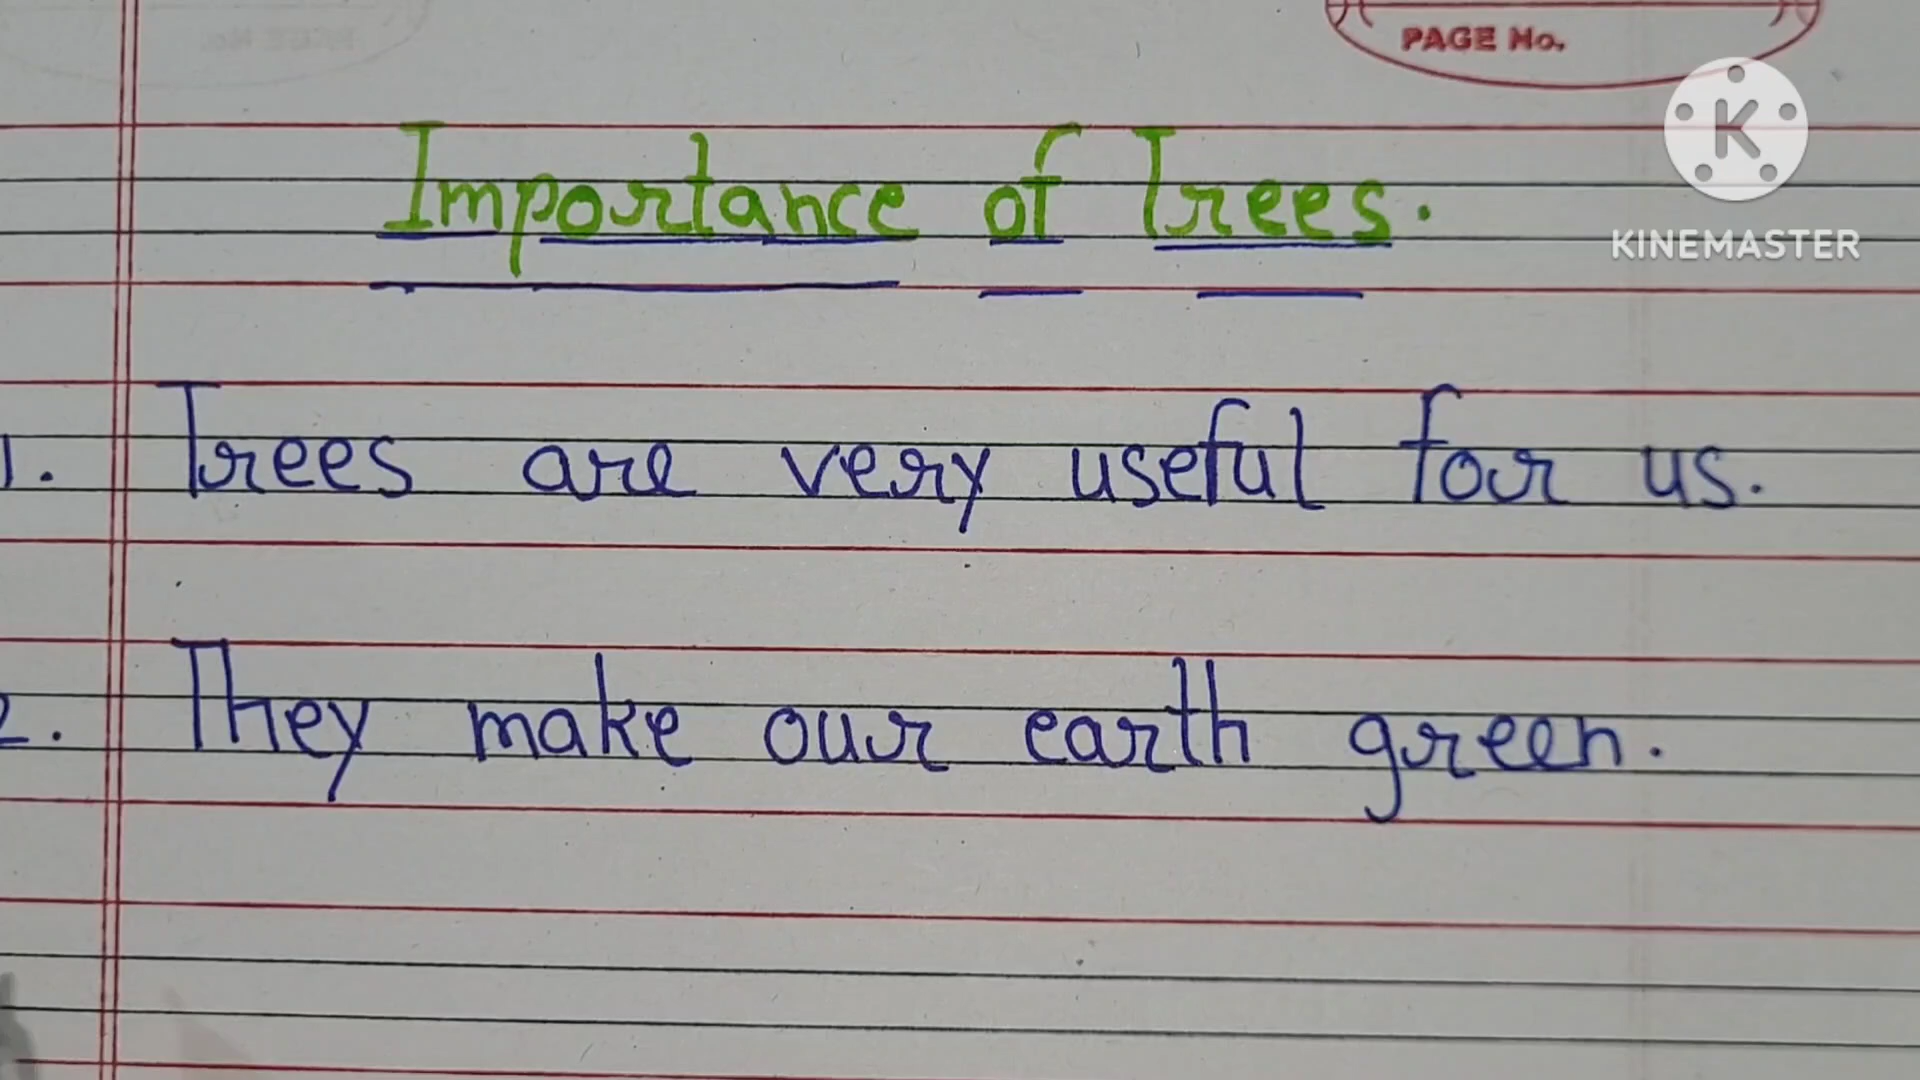 PAGE No.
KINEMASTER
Importance of Trees.
1. Trees are very useful for us.
2. They make our earth green.